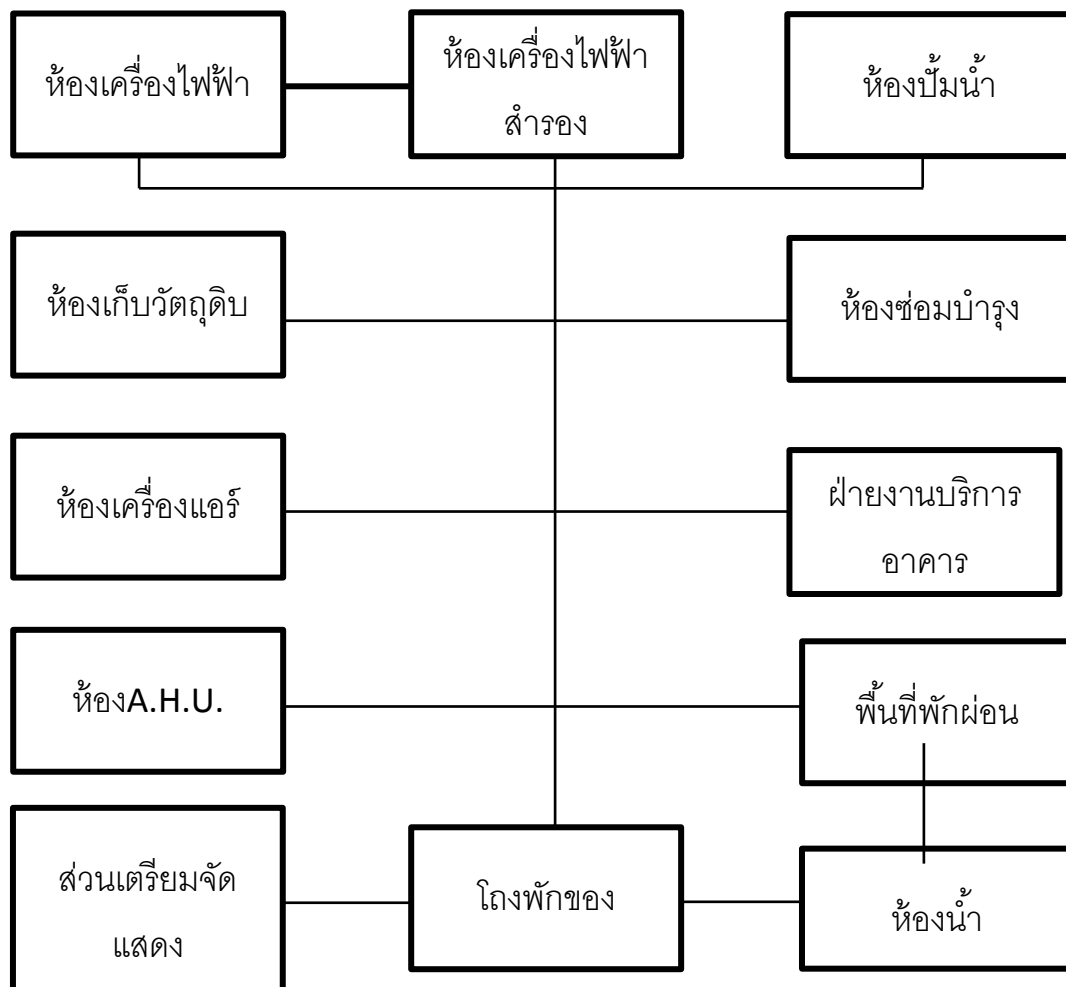 ห้องเครื่องไฟฟ้า
ห้องเครื่องไฟฟ้า
สำรอง
ห้องปั้มน้ำ
ห้องเก็บวัตถุดิบ
ห้องซ่อมบำรุง
ห้องเครื่องแอร์
ฝ่ายงานบริการ
อาคาร
ห้องA.H.U.
พื้นที่พักผ่อน
ส่วนเตรียมจัด
แสดง
โถงพักของ
ห้องน้ำ